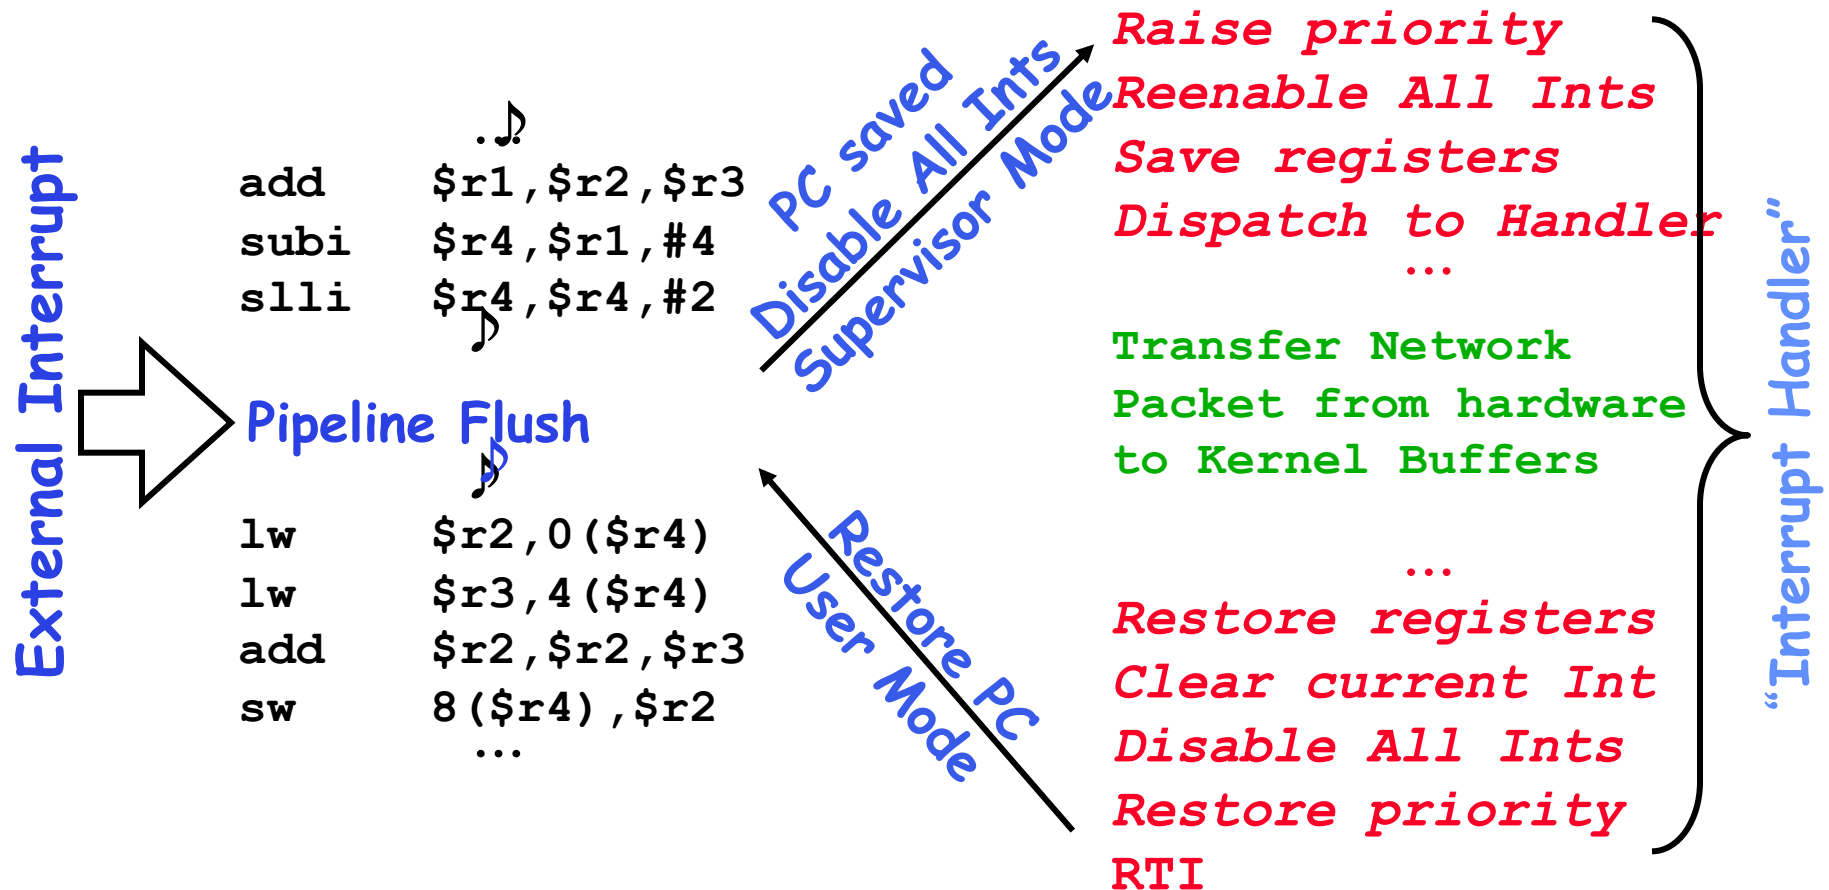 External Interrupt
...
add $r1,$r2,$r3
subi $r4,$r1,#4
slli $r4,$r4,#2
Pipeline Flush
lw $r2,0($r4)
lw $r3,4($r4)
add $r2,$r2,$r3
sw 8($r4),$r2
...
PC saved
Disable All Ints
Supervisor Mode
Restore PC
User Mode
Raise priority
Reenable All Ints
Save registers
Dispatch to Handler
...
Transfer Network
Packet from hardware
to Kernel Buffers
...
Restore registers
Clear current Int
Disable All Ints
Restore priority
RTI
“Interrupt Handler”